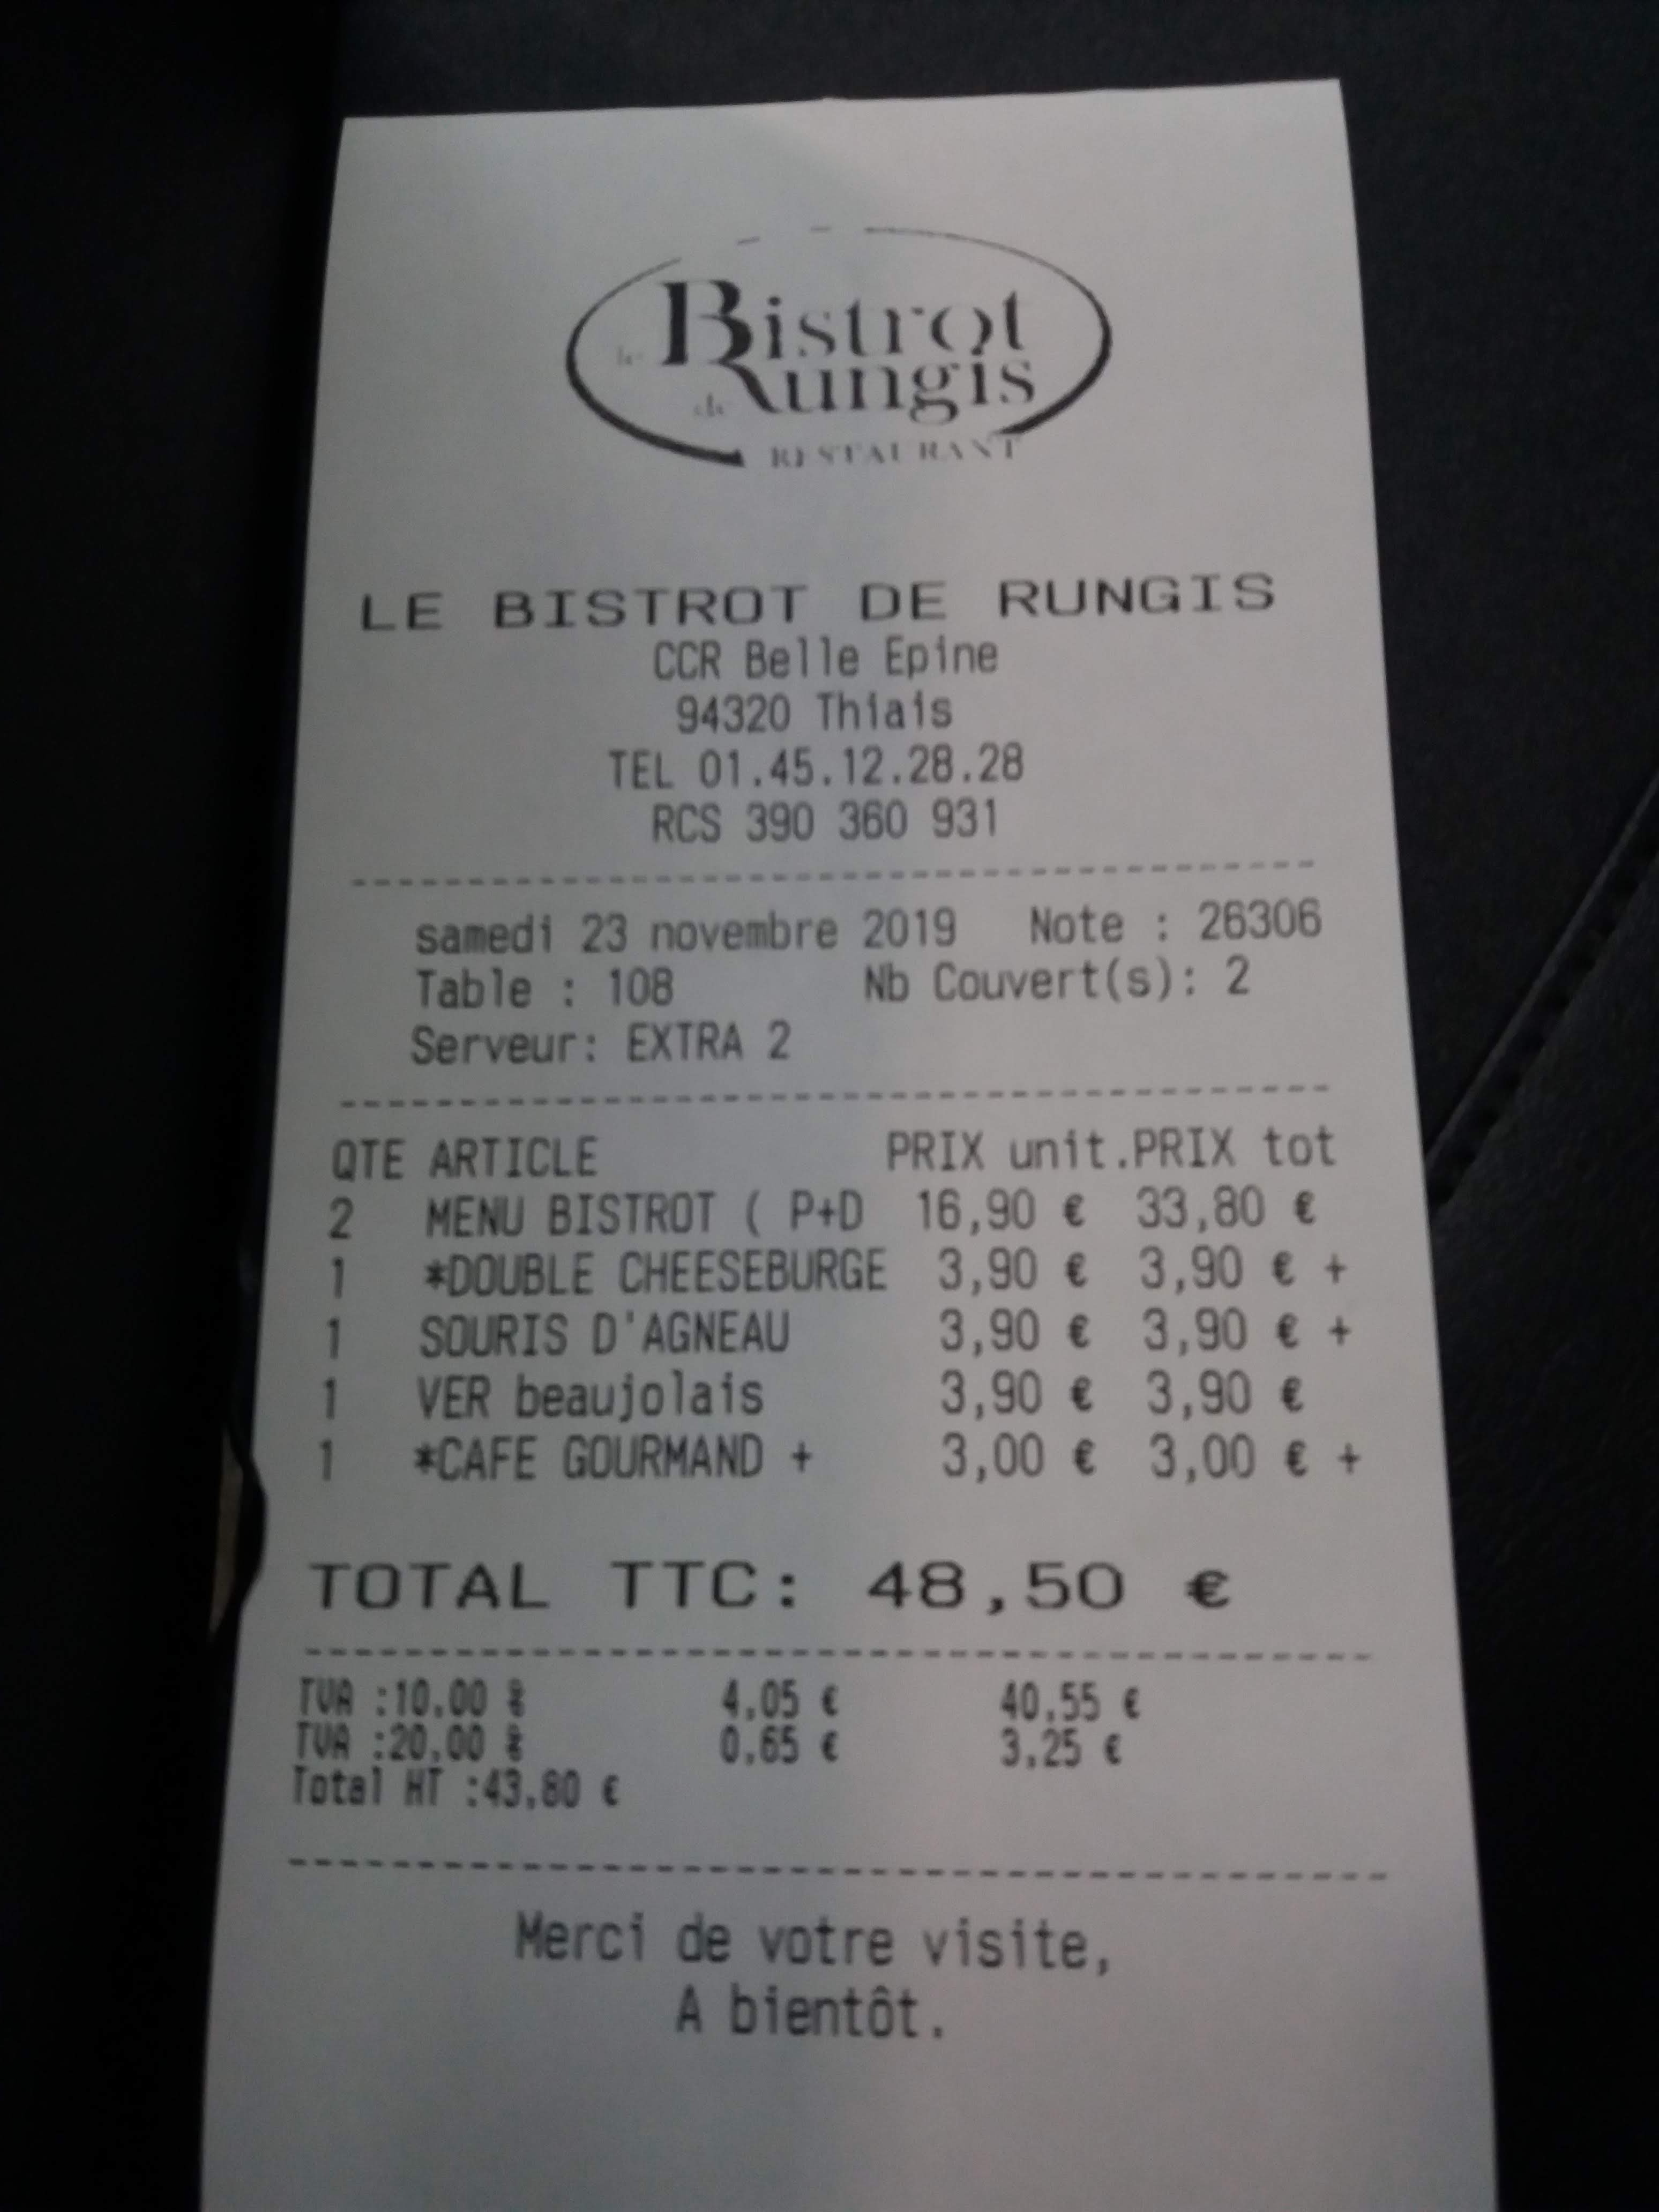 le Bistrot
de Rungis
RESTAURANT
LE BISTROT DE RUNGIS
CCR Belle Epine
94320 Thiais
TEL 01.45.12.28.28
RCS 390 360 931
samedi 23 novembre 2019 Note : 26306
Table : 108 Nb Couvert(s): 2
Serveur: EXTRA 2
QTE ARTICLE PRIX unit.PRIX tot
2 MENU BISTROT ( P+D 16,90 € 33,80 €
1 *DOUBLE CHEESEBURGE 3,90 € 3,90 € +
1 SOURIS D'AGNEAU 3,90 € 3,90 € +
1 VER beaujolais 3,90 € 3,90 €
1 *CAFE GOURMAND + 3,00 € 3,00 € +
TOTAL TTC: 48,50 €
TVA :10.00 % 4,05 € 40,55 €
TVA :20,00 % 0,65 € 3,25 €
Total HT :43,80 €
Merci de votre visite,
A bientôt.